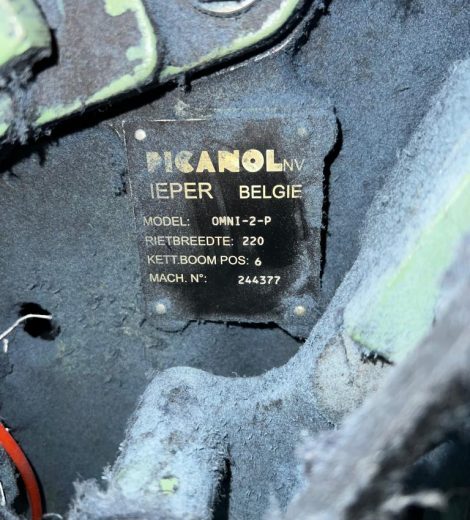 PICANOL NV
IEPER BELGIE
MODEL: OMNI-2-P
RIETBREEDTE: 220
KETT.BOOM POS: 6
MACH. N°: 244377